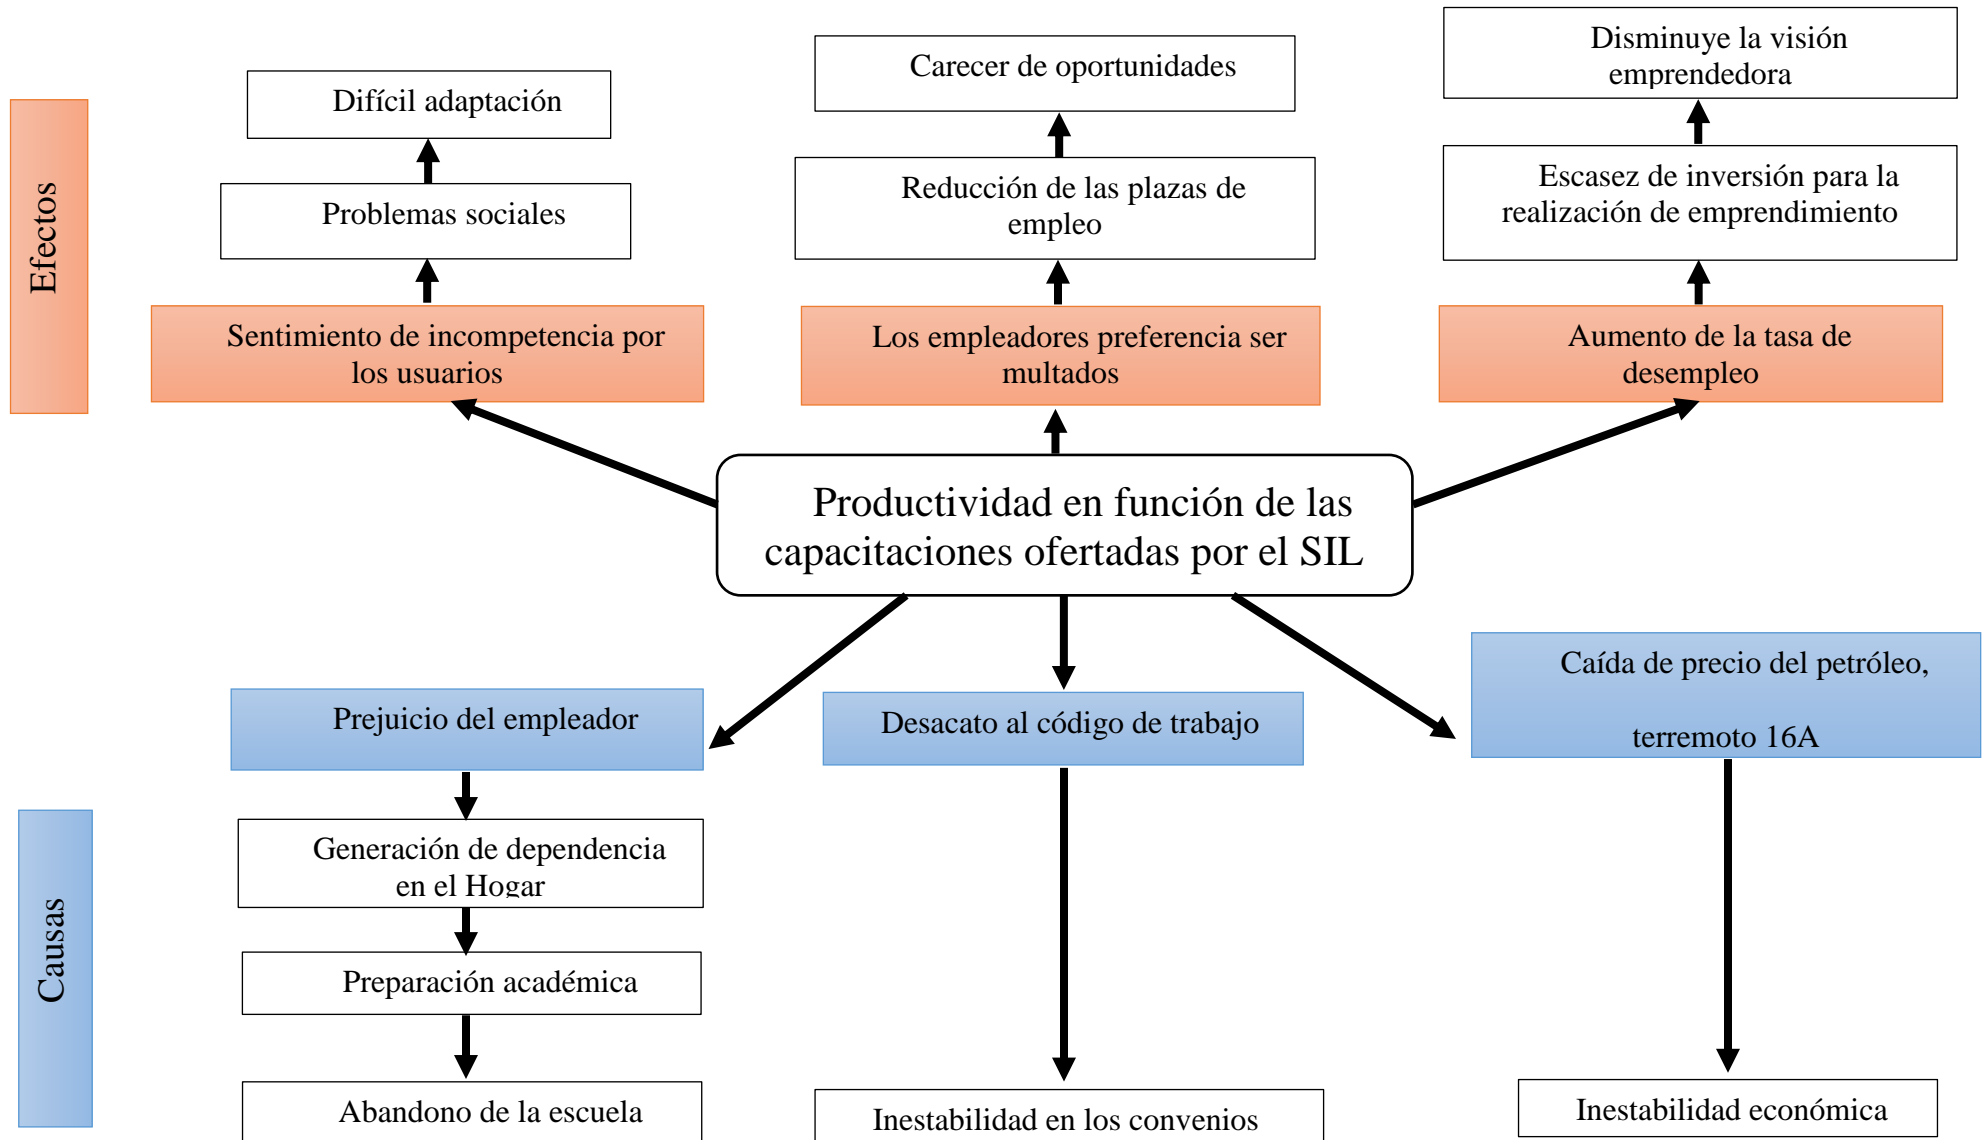 Disminuye la visión
emprendedora
Carecer de oportunidades
Difícil adaptación
Efectos
Escasez de inversión para la
realización de emprendimiento
Reducción de las plazas de
empleo
Problemas sociales
Sentimiento de incompetencia por
los usuarios
Los empleadores preferencia ser
multados
Aumento de la tasa de
desempleo
Productividad en función de las
capacitaciones ofertadas por el SIL
Prejuicio del empleador
Desacato al código de trabajo
Caída de precio del petróleo,
terremoto 16A
Causas
Generación de dependencia
en el Hogar
Preparación académica
Abandono de la escuela
Inestabilidad en los convenios
Inestabilidad económica